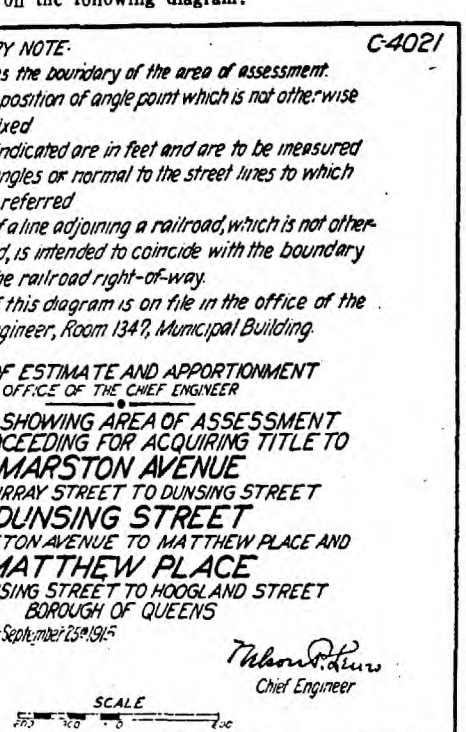 on the following diagram:
Y NOTE-
C-4021
s the boundary of the area of assessment.
position of angle point which is not otherwise
ixed
indicated are in feet and are to be measured
ngles or normal to the street lines to which
referred
f a line adjoining a railroad, which is not other-
d, is intended to coincide with the boundary
he railroad right-of-way.
f this diagram is on file in the office of the
gineer, Room 1347, Municipal Building.
OF ESTIMATE AND APPORTIONMENT
OFFICE OF THE CHIEF ENGINEER
SHOWING AREA OF ASSESSMENT
CEEDING FOR ACQUIRING TITLE TO
MARSTON AVENUE
RRAY STREET TO DUNSING STREET
DUNSING STREET
TON AVENUE TO MATTHEW PLACE AND
MATTHEW PLACE
SING STREET TO HOOGLAND STREET
BOROUGH OF QUEENS
September 25th 1915
Nelson P. Lewis
Chief Engineer
SCALE
0